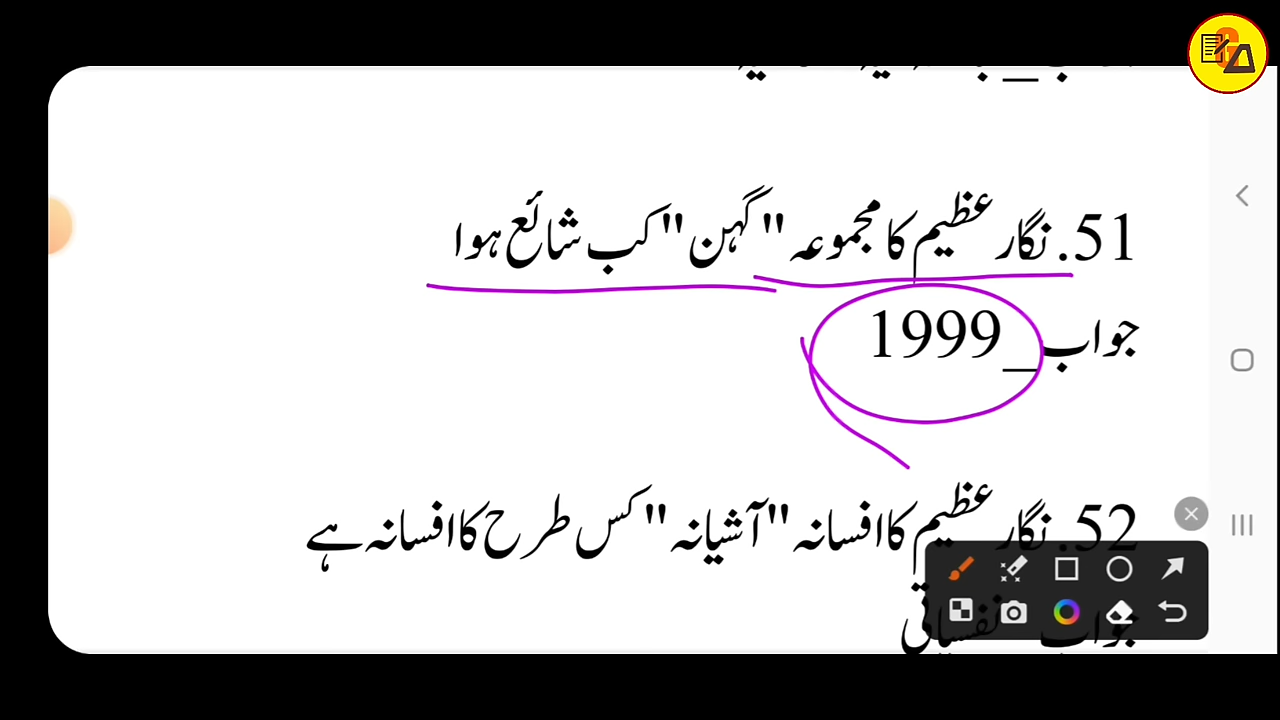 51. نگار عظیم کا مجموعہ "گہن" کب شائع ہوا
جواب_1999
52. نگار عظیم کا افسانہ "آشیانہ" کس طرح کا افسانہ ہے
جواب_نفسیاتی